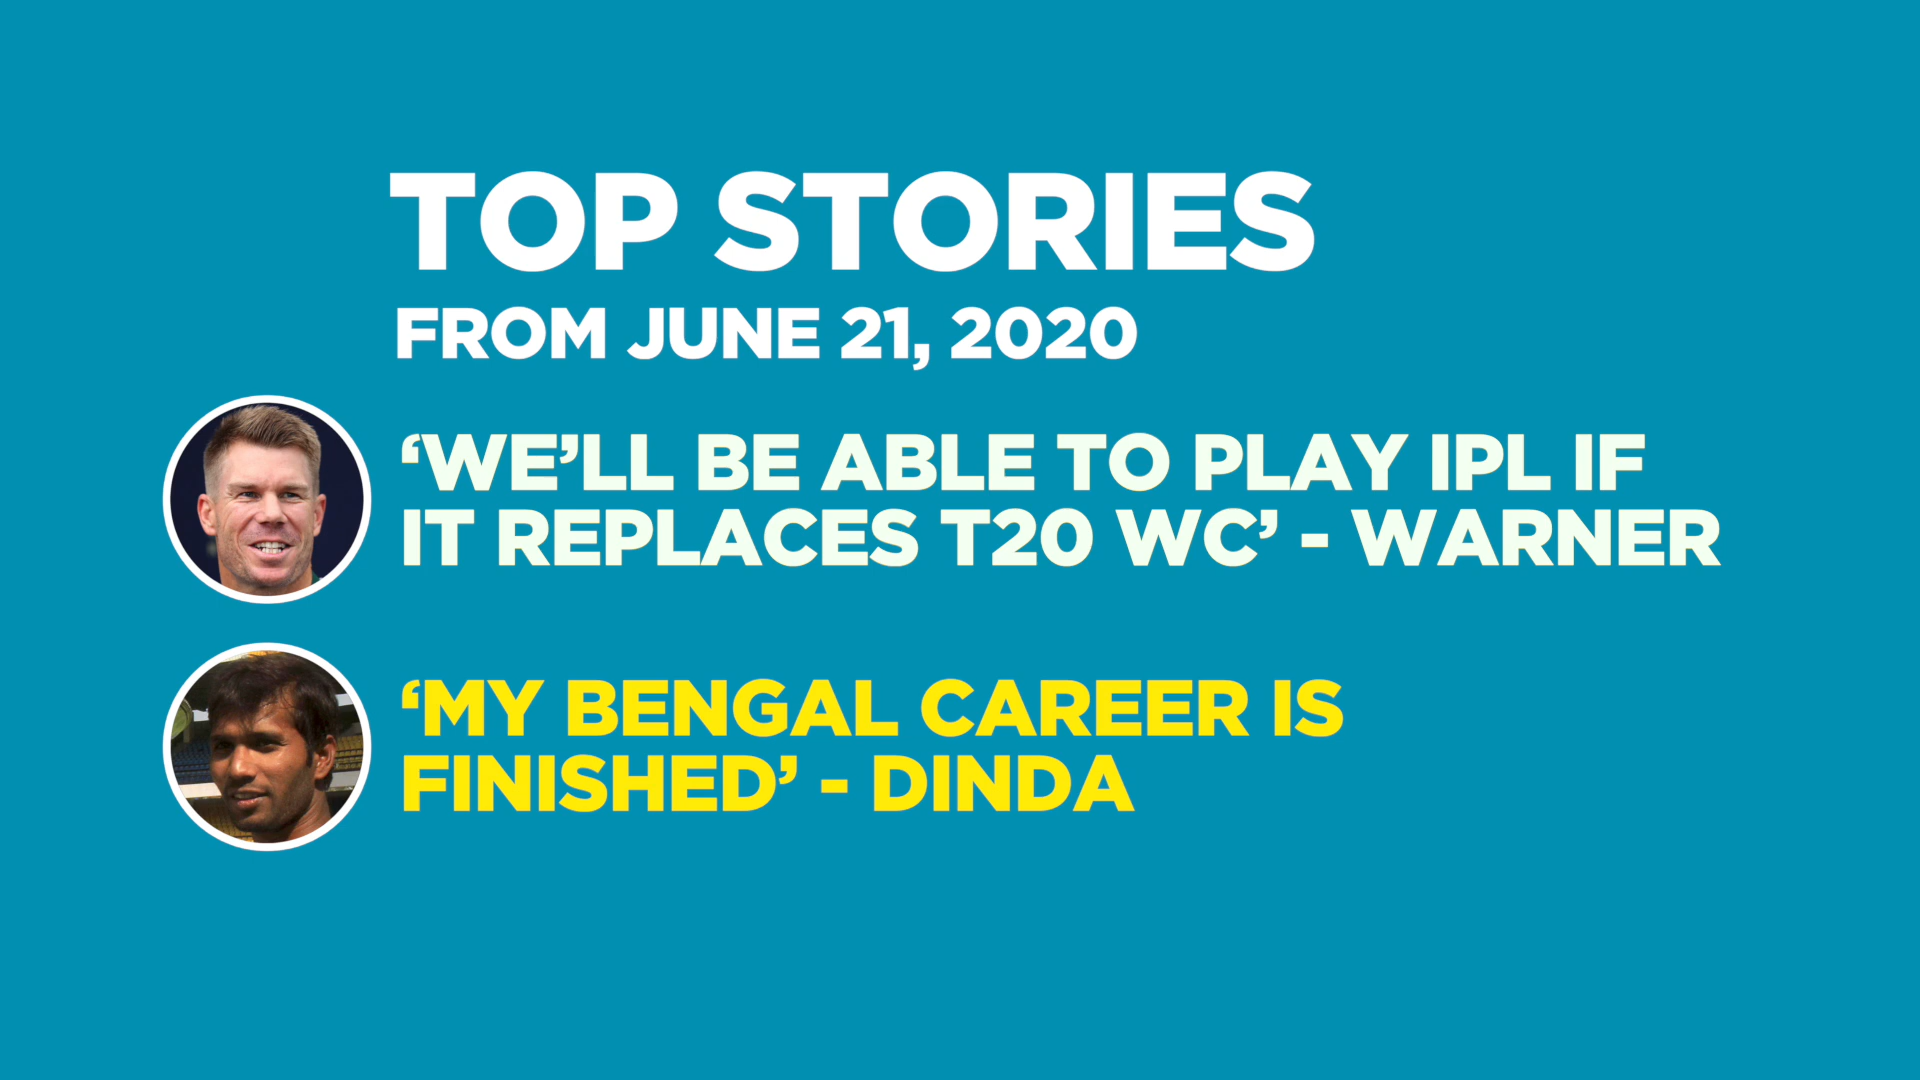 TOP STORIES
FROM JUNE 21, 2020
‘WE’LL BE ABLE TO PLAY IPL IF
IT REPLACES T20 WC’ - WARNER
‘MY BENGAL CAREER IS
FINISHED’ - DINDA